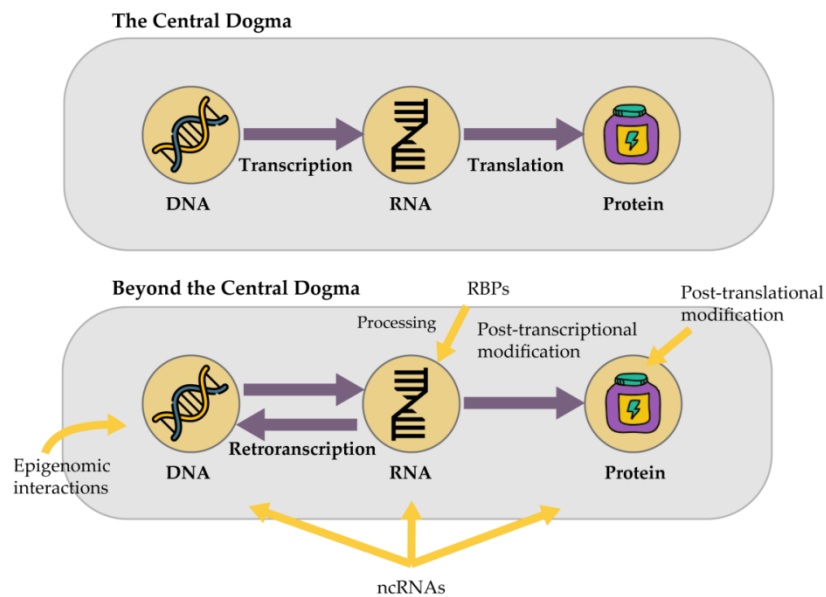 The Central Dogma
Transcription
Translation
DNA
RNA
Protein
Beyond the Central Dogma
RBPs
Post-translational
modification
Processing
Post-transcriptional
modification
Retrotranscription
Epigenomic
interactions
DNA
RNA
Protein
ncRNAs